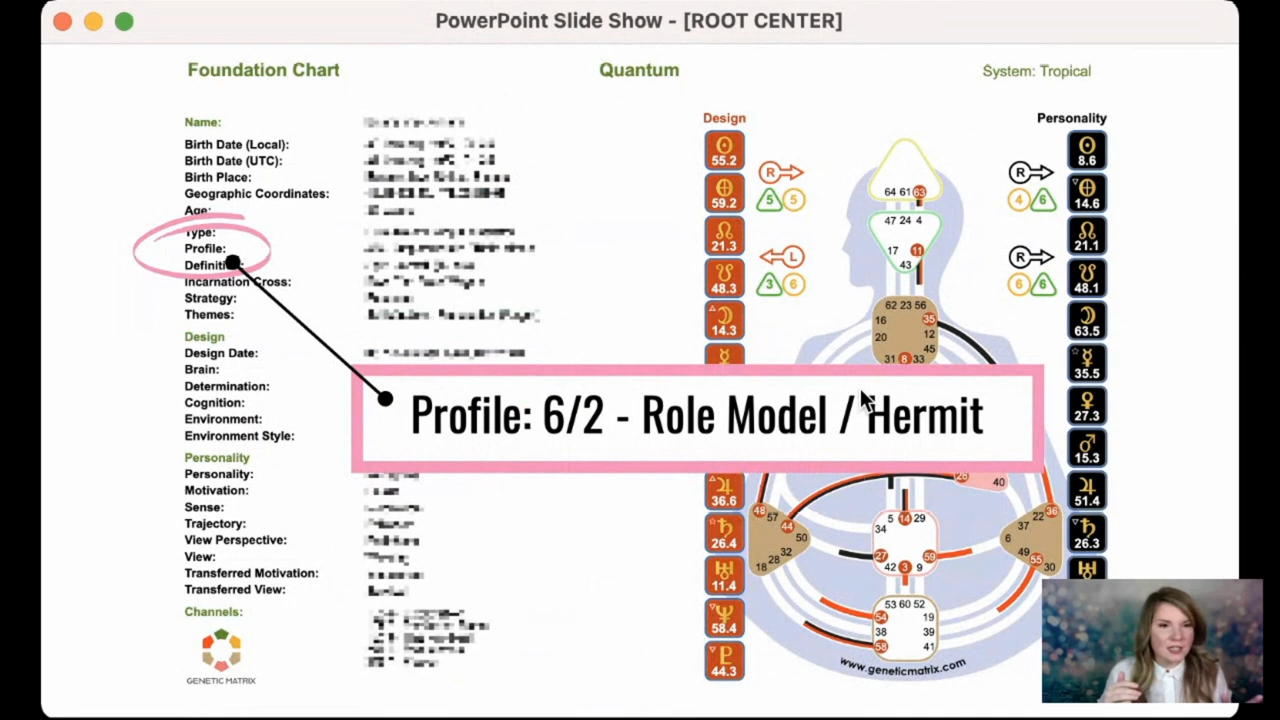 PowerPoint Slide Show - [ROOT CENTER]
Foundation Chart
Quantum
System: Tropical
Name:
Birth Date (Local):
Birth Date (UTC):
Birth Place:
Geographic Coordinates:
Age:
Type:
Profile:
Incarnation Cross:
Strategy:
Themes:
Design
Design Date:
Brain:
Determination:
Cognition:
Environment:
Environment Style:
Personality
Personality:
Motivation:
Sense:
Trajectory:
View Perspective:
View:
Transferred Motivation:
Transferred View:
Channels:
GENETIC MATRIX
Profile: 6/2 - Role Model / Hermit
Design
55.2
59.2
21.3
48.3
14.3
36.6
26.4
11.4
58.4
44.3
R
5 5
L
3 6
64 61 63
47 24 4
17 11
43
62 23 56
16 35
20 12
45
31 8 33
40
48 57
44
50
32
28
18
5 14 29
34
27 59
42 3 9
36
22
37
6
49
55
30
53 60 52
54 19
38 39
58 41
www.geneticmatrix.com
Personality
8.6
14.6
21.1
48.1
63.5
35.5
27.3
15.3
51.4
26.3
R
4 6
R
6 6